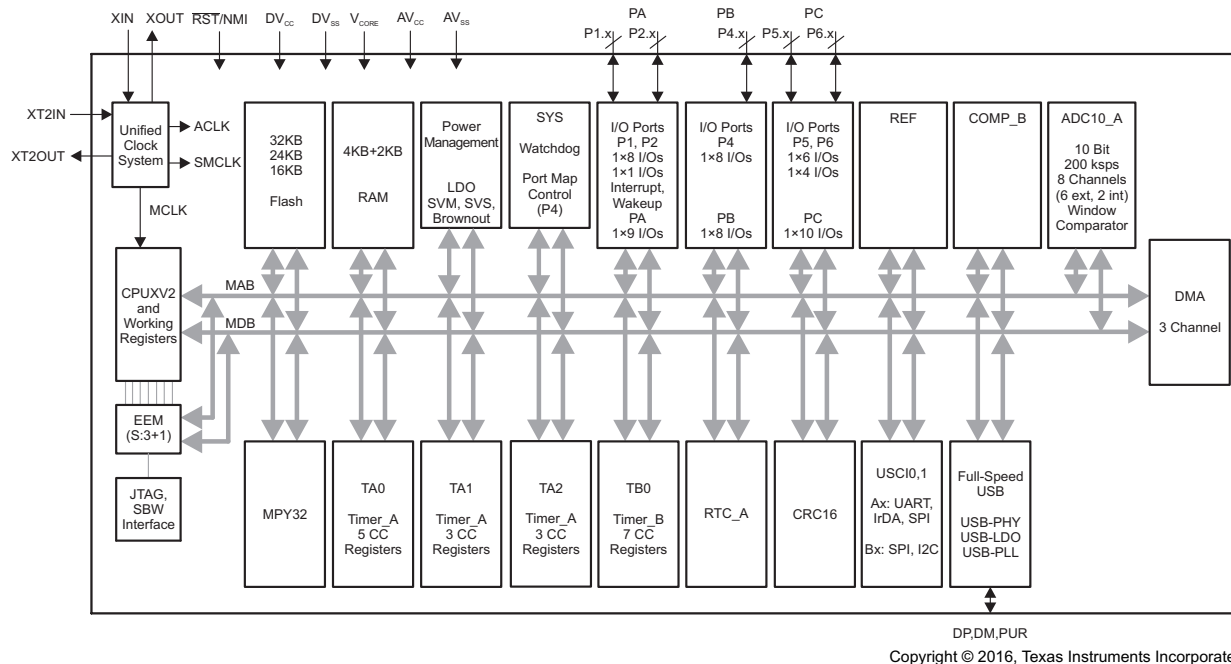 XIN XOUT RST/NMI DVCC DVSS VCORE AVCC AVSS
PA
P1.x P2.x
PB
P4.x
PC
P5.x P6.x
XT2IN
XT2OUT
Unified
Clock
System
ACLK
SMCLK
MCLK
32KB
24KB
16KB
Flash
4KB+2KB
RAM
Power
Management
LDO
SVM, SVS,
Brownout
SYS
Watchdog
Port Map
Control
(P4)
I/O Ports
P1, P2
1×8 I/Os
1×1 I/Os
Interrupt,
Wakeup
PA
1×9 I/Os
I/O Ports
P4
1×8 I/Os
PB
1×8 I/Os
I/O Ports
P5, P6
1×6 I/Os
1×4 I/Os
PC
1×10 I/Os
REF
COMP_B
ADC10_A
10 Bit
200 ksps
8 Channels
(6 ext, 2 int)
Window
Comparator
CPUXV2
and
Working
Registers
MAB
MDB
DMA
3 Channel
EEM
(S:3+1)
JTAG,
SBW
Interface
MPY32
TA0
Timer_A
5 CC
Registers
TA1
Timer_A
3 CC
Registers
TA2
Timer_A
3 CC
Registers
TB0
Timer_B
7 CC
Registers
RTC_A
CRC16
USCI0,1
Ax: UART,
IrDA, SPI
Bx: SPI, I2C
Full-Speed
USB
USB-PHY
USB-LDO
USB-PLL
DP,DM,PUR
Copyright © 2016, Texas Instruments Incorporate